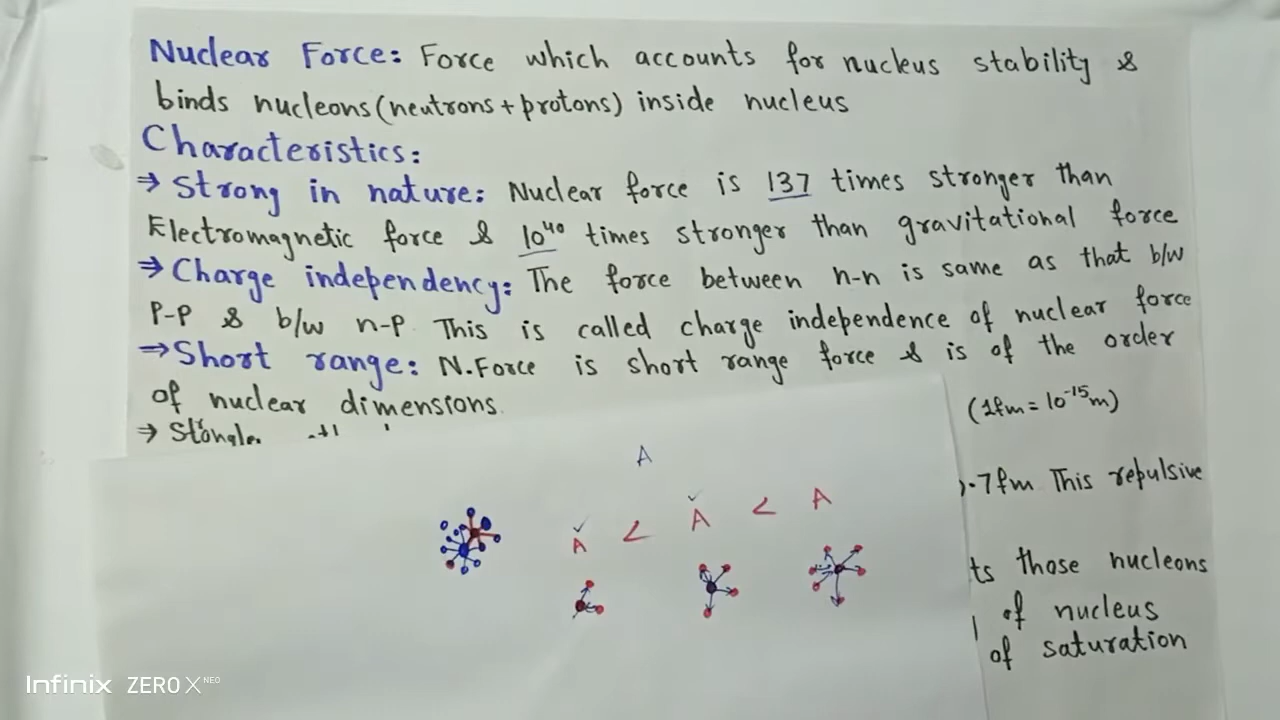 Nuclear Force: Force which accounts for nucleus stability &
binds nucleons (neutrons + protons) inside nucleus
Characteristics:
⇒ Strong in nature: Nuclear force is 137 times stronger than
Electromagnetic force & 10⁴⁰ times stronger than gravitational force
⇒ Charge independency: The force between n-n is same as that b/w
P-P & b/w n-P. This is called charge independence of nuclear force
⇒ Short range: N.Force is short range force & is of the order
of nuclear dimensions.
(1fm = 10⁻¹⁵m)
⇒
A
.7fm This repulsive
A < A < A
those nucleons
of nucleus
of saturation
Infinix ZERO X NEO